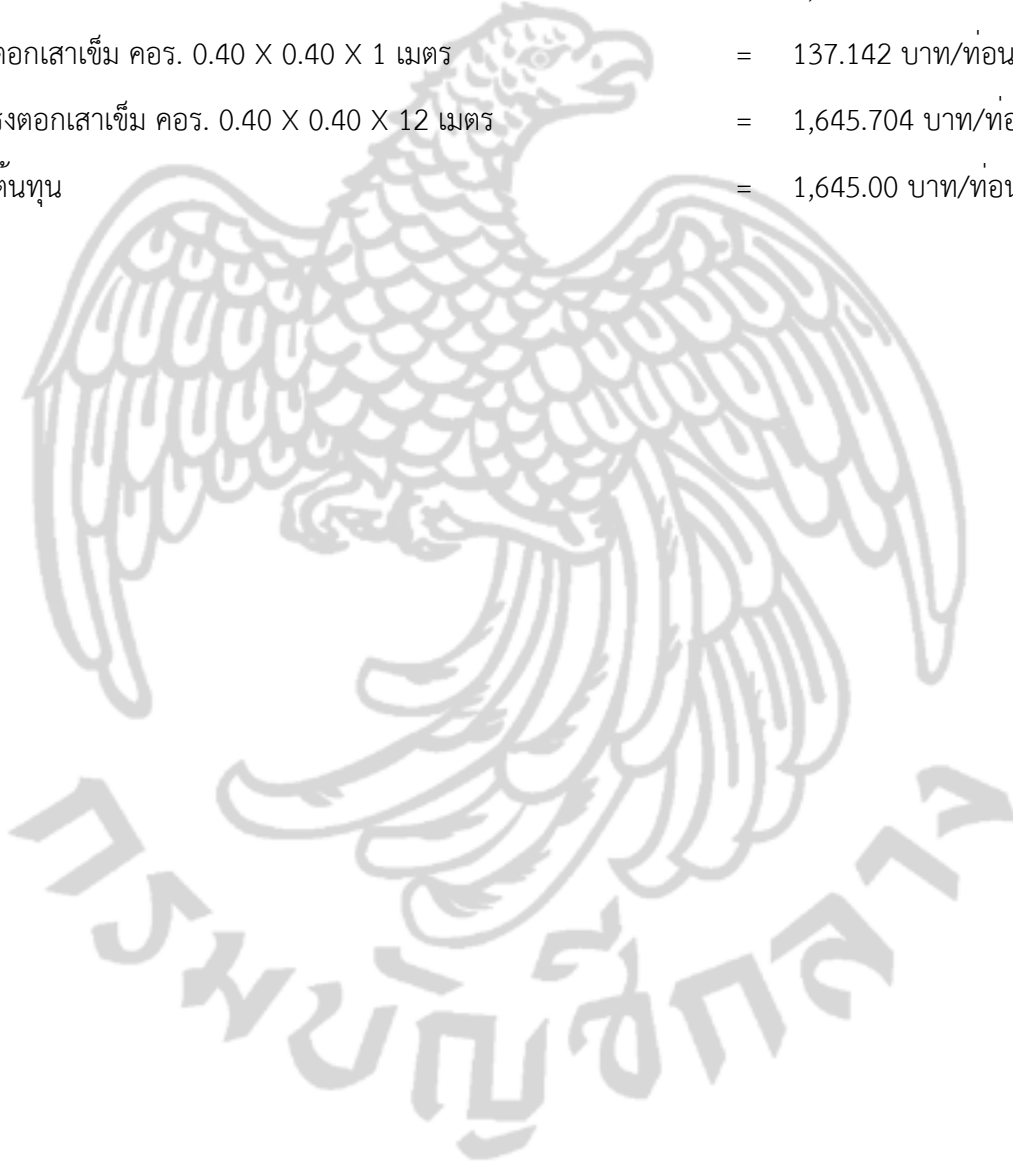 ตอกเสาเข็ม คอร. 0.40 X 0.40 X 1 เมตร = 137.142 บาท/ท่อน
แรงตอกเสาเข็ม คอร. 0.40 X 0.40 X 12 เมตร = 1,645.704 บาท/ท่อ
ต้นทุน = 1,645.00 บาท/ท่อน
กรมบัญชีกลาง